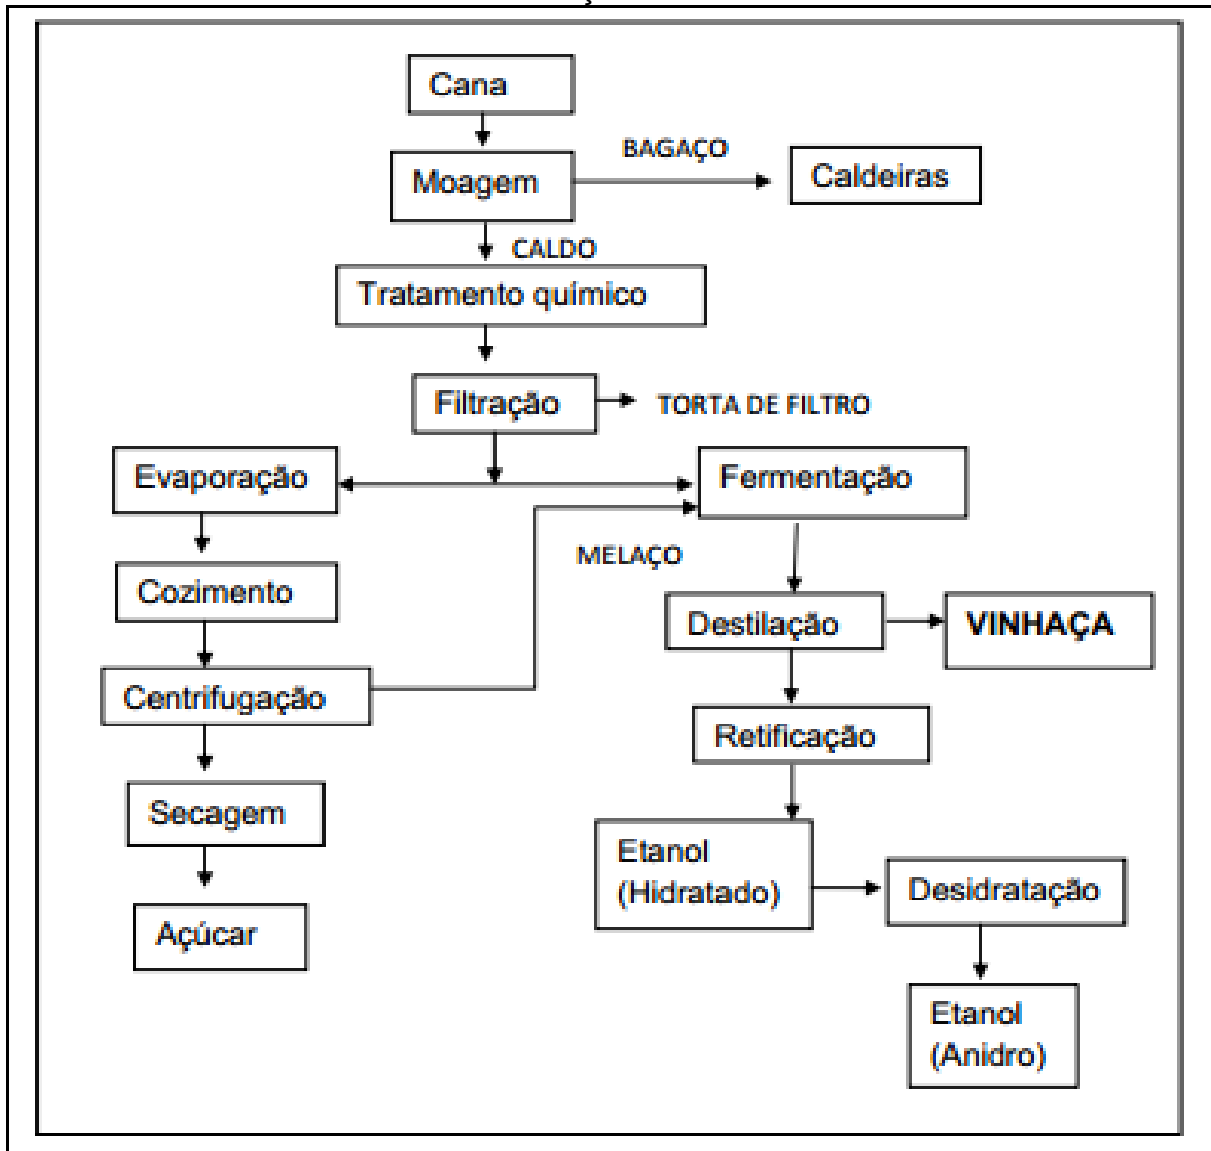 Cana
BAGAÇO
Moagem
Caldeiras
CALDO
Tratamento químico
Filtração
TORTA DE FILTRO
Evaporação
Fermentação
MELAÇO
Cozimento
Destilação
VINHAÇA
Centrifugação
Retificação
Secagem
Etanol
(Hidratado)
Desidratação
Açúcar
Etanol
(Anidro)